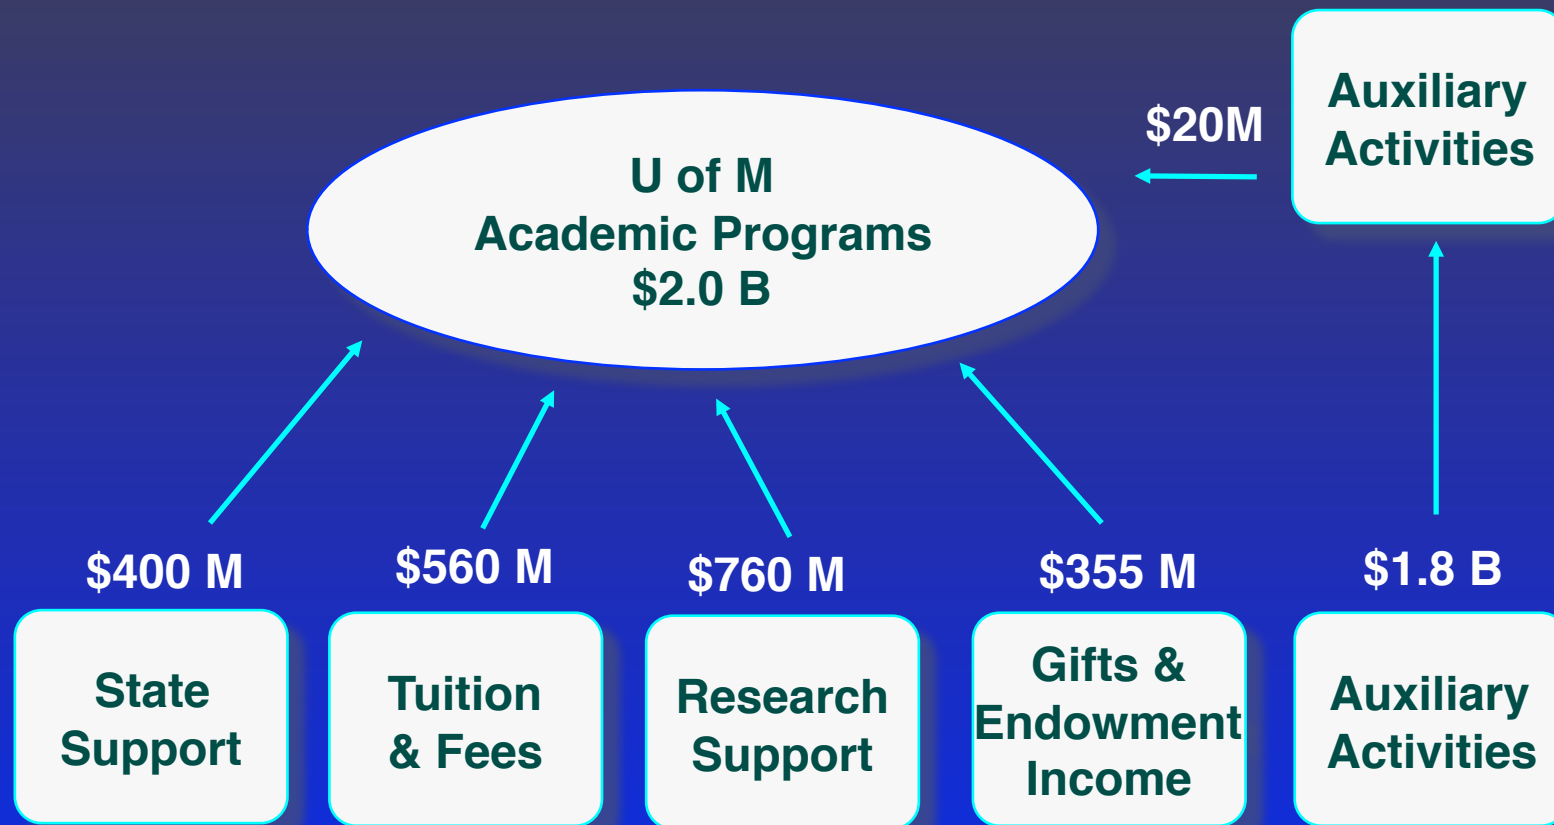 Auxiliary
Activities
$20M
U of M
Academic Programs
$2.0 B
$400 M
$560 M
$760 M
$355 M
$1.8 B
State
Support
Tuition
& Fees
Research
Support
Gifts &
Endowment
Income
Auxiliary
Activities